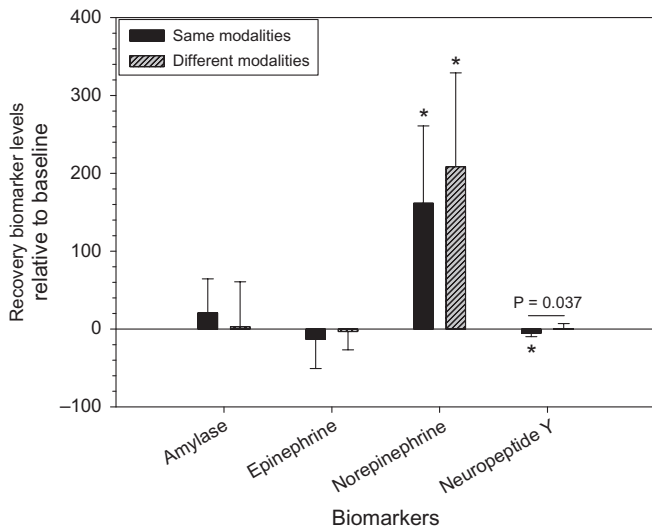 400
300
200
100
0
–100
Recovery biomarker levels
relative to baseline
Same modalities
Different modalities
*
*
P = 0.037
*
Amylase
Epinephrine
Norepinephrine
Neuropeptide Y
Biomarkers